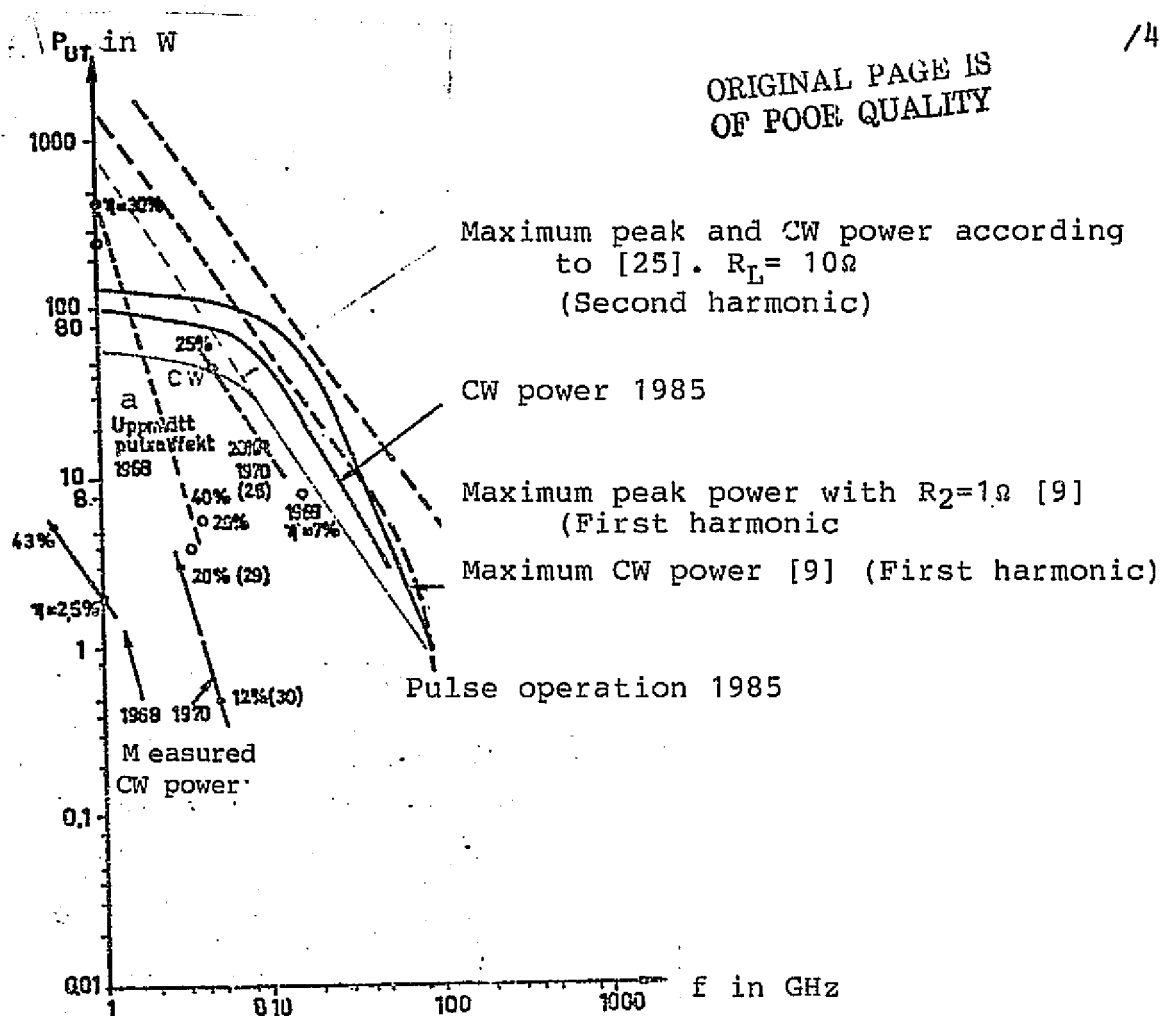 /4
P_UT in W
ORIGINAL PAGE IS
OF POOR QUALITY
1000
η=30%
Maximum peak and CW power according
to [25]. R_L= 10Ω
(Second harmonic)
100
80
25%
CW
CW power 1985
a
Uppmätt
pulseffekt
1968
1970
(28)
10
8
40%
20%
1969
η=7%
Maximum peak power with R₂=1Ω [9]
(First harmonic
43%
20% (29)
Maximum CW power [9] (First harmonic)
η=2,5%
1
Pulse operation 1985
12%(30)
1968
1970
Measured
CW power
0,1
0,01
1
10
100
1000
f in GHz